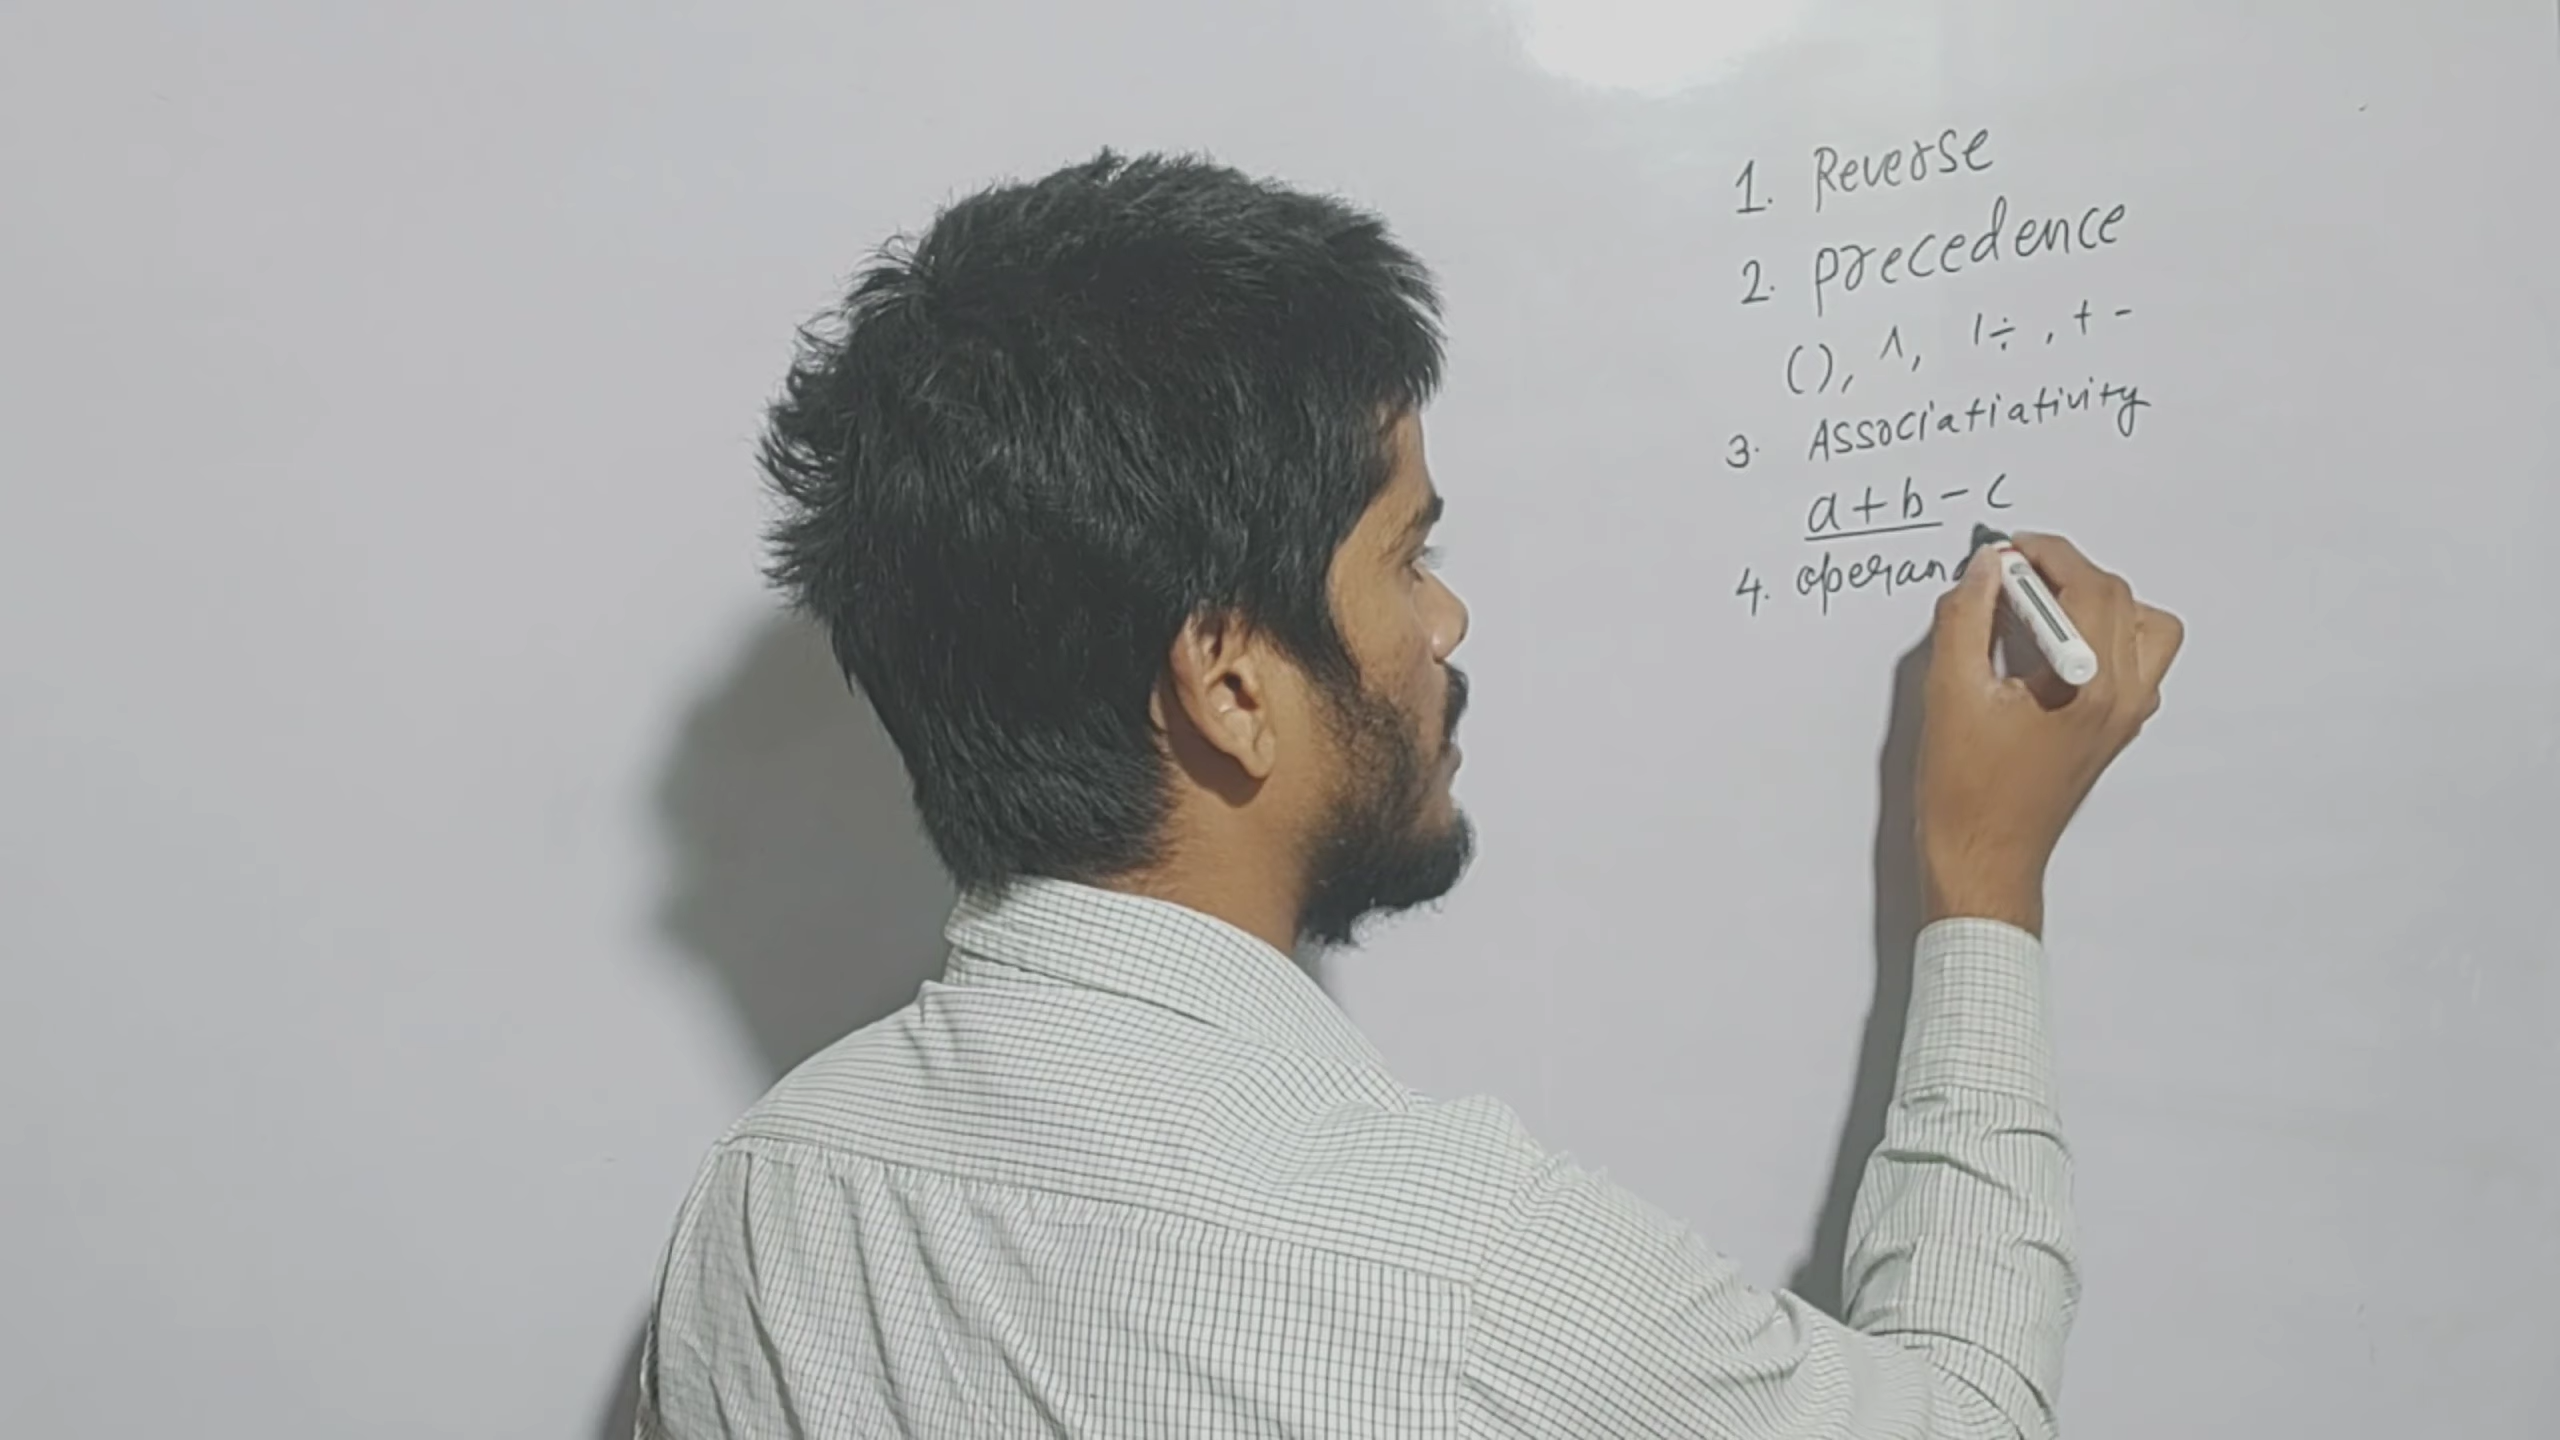 1. Reverse
2. precedence
(), ^, / ÷, + -
3. Associatiativity
a + b - c
4. operand